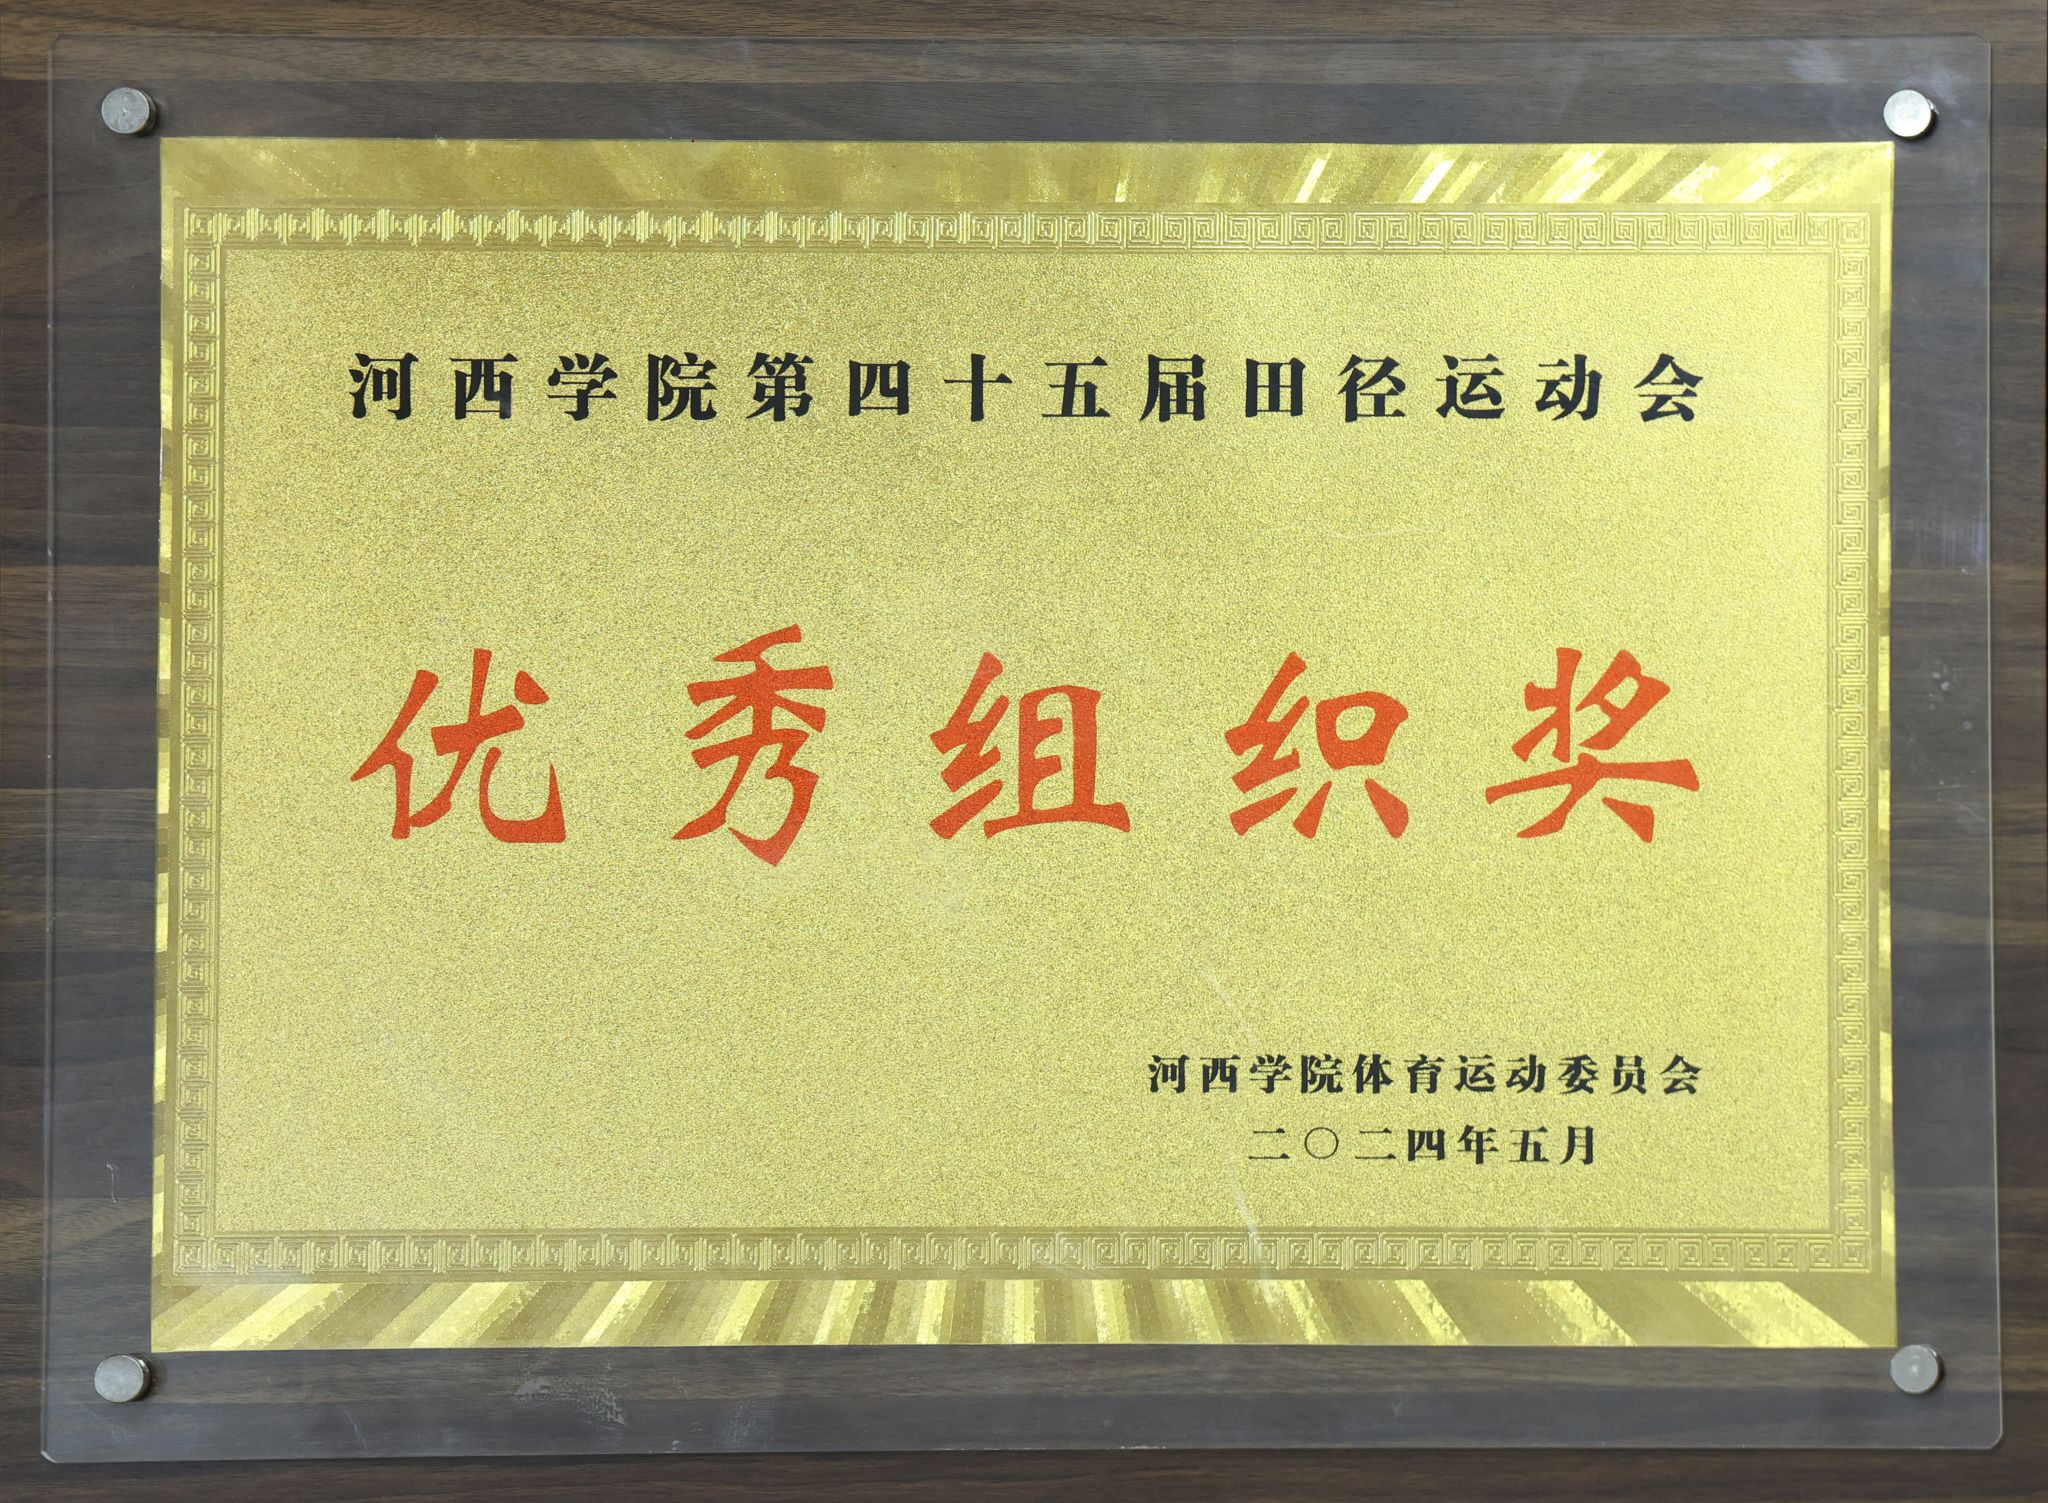 河西学院第四十五届田径运动会
优秀组织奖
河西学院体育运动委员会
二〇二四年五月